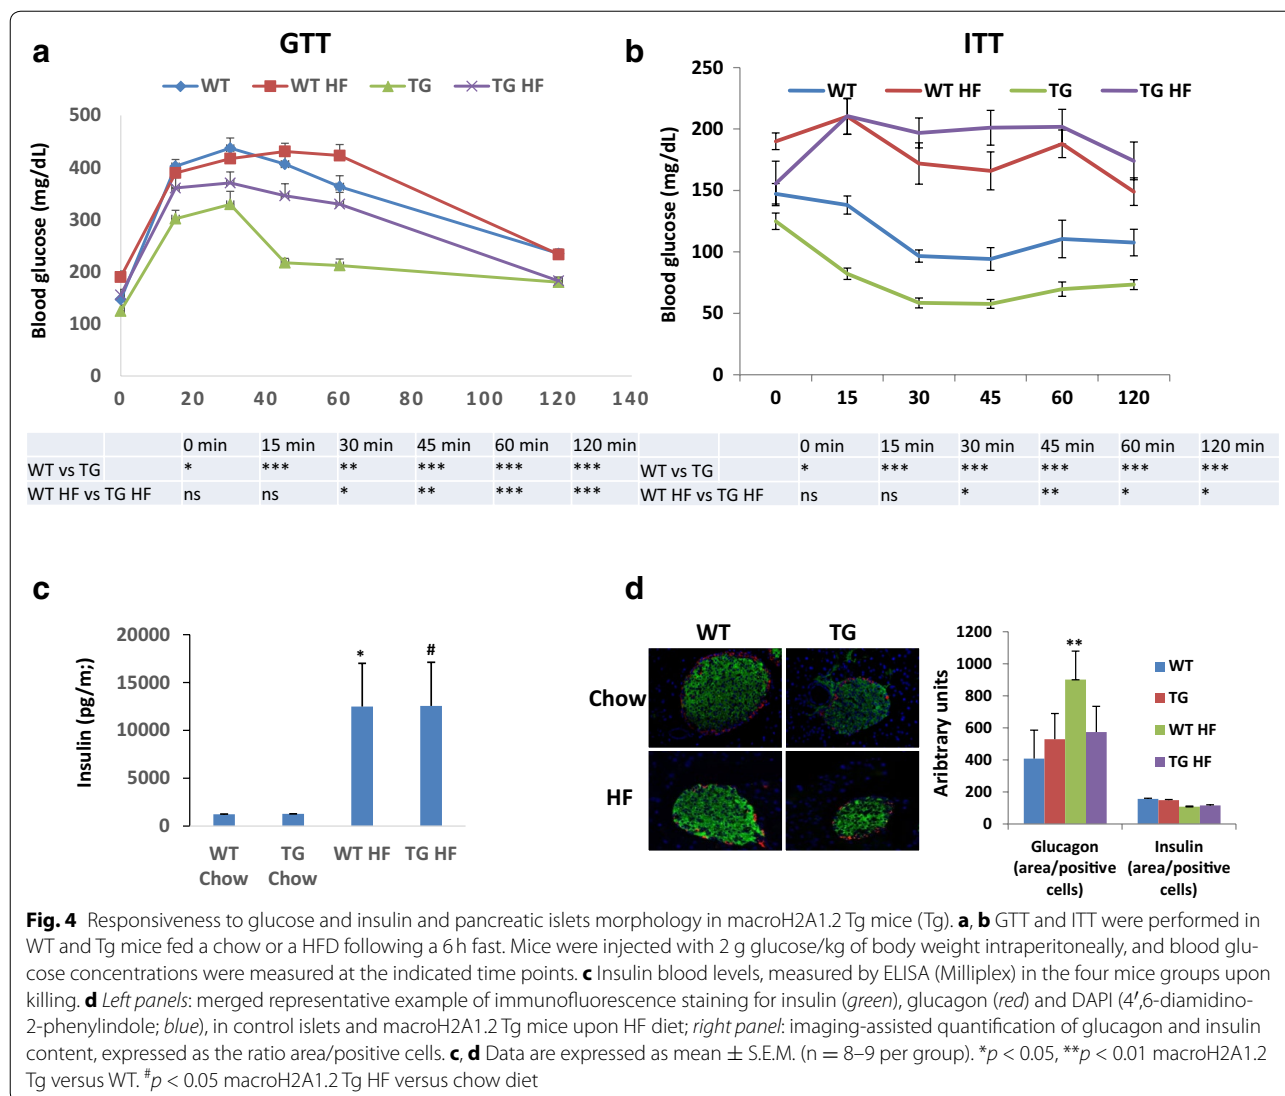 a
GTT
WT WT HF TG TG HF
Blood glucose (mg/dL)
500
400
300
200
100
0
0 20 40 60 80 100 120 140
b
ITT
WT WT HF TG TG HF
Blood glucose (mg/dL)
250
200
150
100
50
0
0 15 30 45 60 120
0 min 15 min 30 min 45 min 60 min 120 min
WT vs TG * *** ** *** *** ***
WT HF vs TG HF ns ns * ** *** ***
0 min 15 min 30 min 45 min 60 min 120 min
WT vs TG * *** *** *** *** ***
WT HF vs TG HF ns ns * ** * *
c
Insulin (pg/m;)
20000
15000
10000
5000
0
* #
WT TG WT HF TG HF
Chow Chow
d
WT TG
Chow
HF
Aribtrary units
1200
1000
800
600
400
200
0
**
WT
TG
WT HF
TG HF
Glucagon Insulin
(area/positive (area/positive
cells) cells)
Fig. 4 Responsiveness to glucose and insulin and pancreatic islets morphology in macroH2A1.2 Tg mice (Tg). a, b GTT and ITT were performed in
WT and Tg mice fed a chow or a HFD following a 6 h fast. Mice were injected with 2 g glucose/kg of body weight intraperitoneally, and blood glu-
cose concentrations were measured at the indicated time points. c Insulin blood levels, measured by ELISA (Milliplex) in the four mice groups upon
killing. d Left panels: merged representative example of immunofluorescence staining for insulin (green), glucagon (red) and DAPI (4′,6-diamidino-
2-phenylindole; blue), in control islets and macroH2A1.2 Tg mice upon HF diet; right panel: imaging-assisted quantification of glucagon and insulin
content, expressed as the ratio area/positive cells. c, d Data are expressed as mean ± S.E.M. (n = 8–9 per group). *p < 0.05, **p < 0.01 macroH2A1.2
Tg versus WT. #p < 0.05 macroH2A1.2 Tg HF versus chow diet